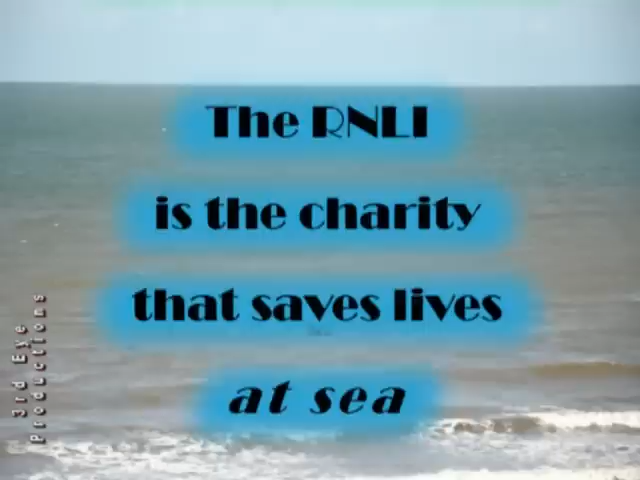 The RNLI
is the charity
that saves lives
at sea
3rd Eye
Productions